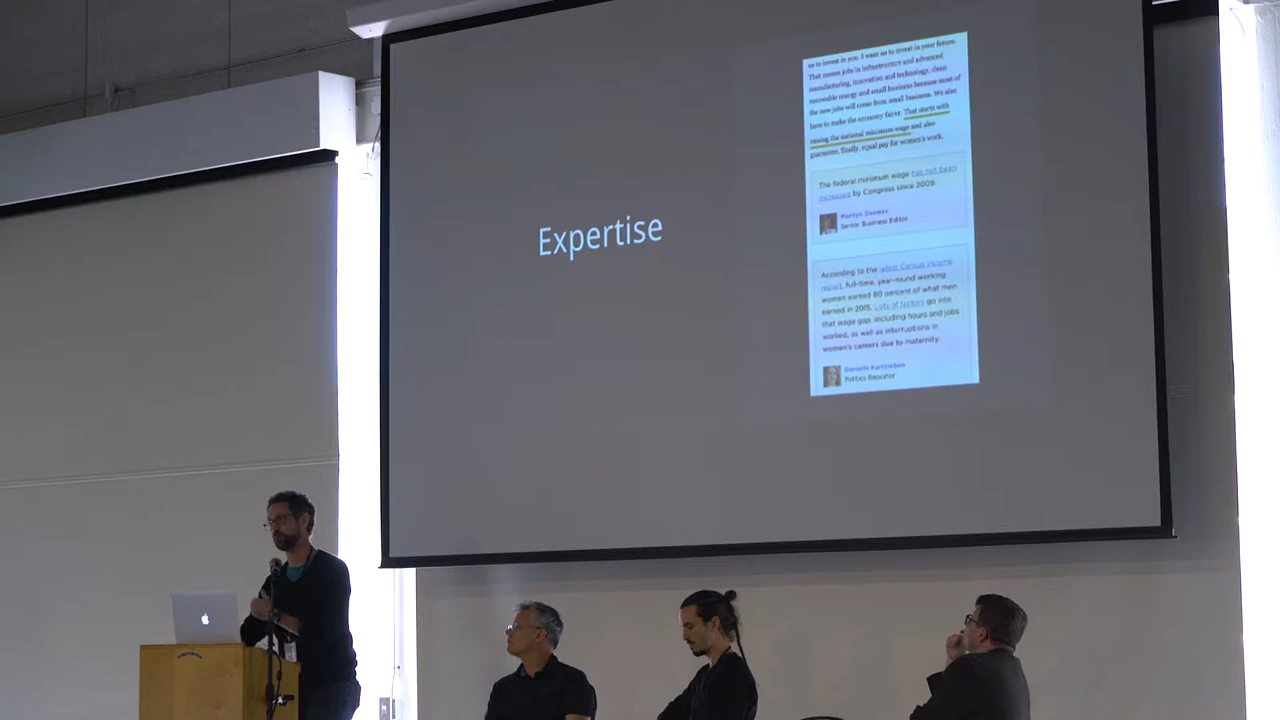 Expertise
us to invest in you. I want us to invest in your future.
That means jobs in infrastructure and advanced
manufacturing, innovation and technology, clean
renewable energy and small business because most of
the new jobs will come from small business. We also
have to make the economy fairer. That starts with
raising the national minimum wage and also
guarantee, finally, equal pay for women's work.
The federal minimum wage has not been
increased by Congress since 2009.
Marilyn Geewax
Senior Business Editor
According to the latest Census income
report, full-time, year-round working
women earned 80 percent of what men
earned in 2015. Lots of factors go into
that wage gap, including hours and jobs
worked, as well as interruptions in
women's careers due to maternity.
Danielle Kurtzleben
Politics Reporter